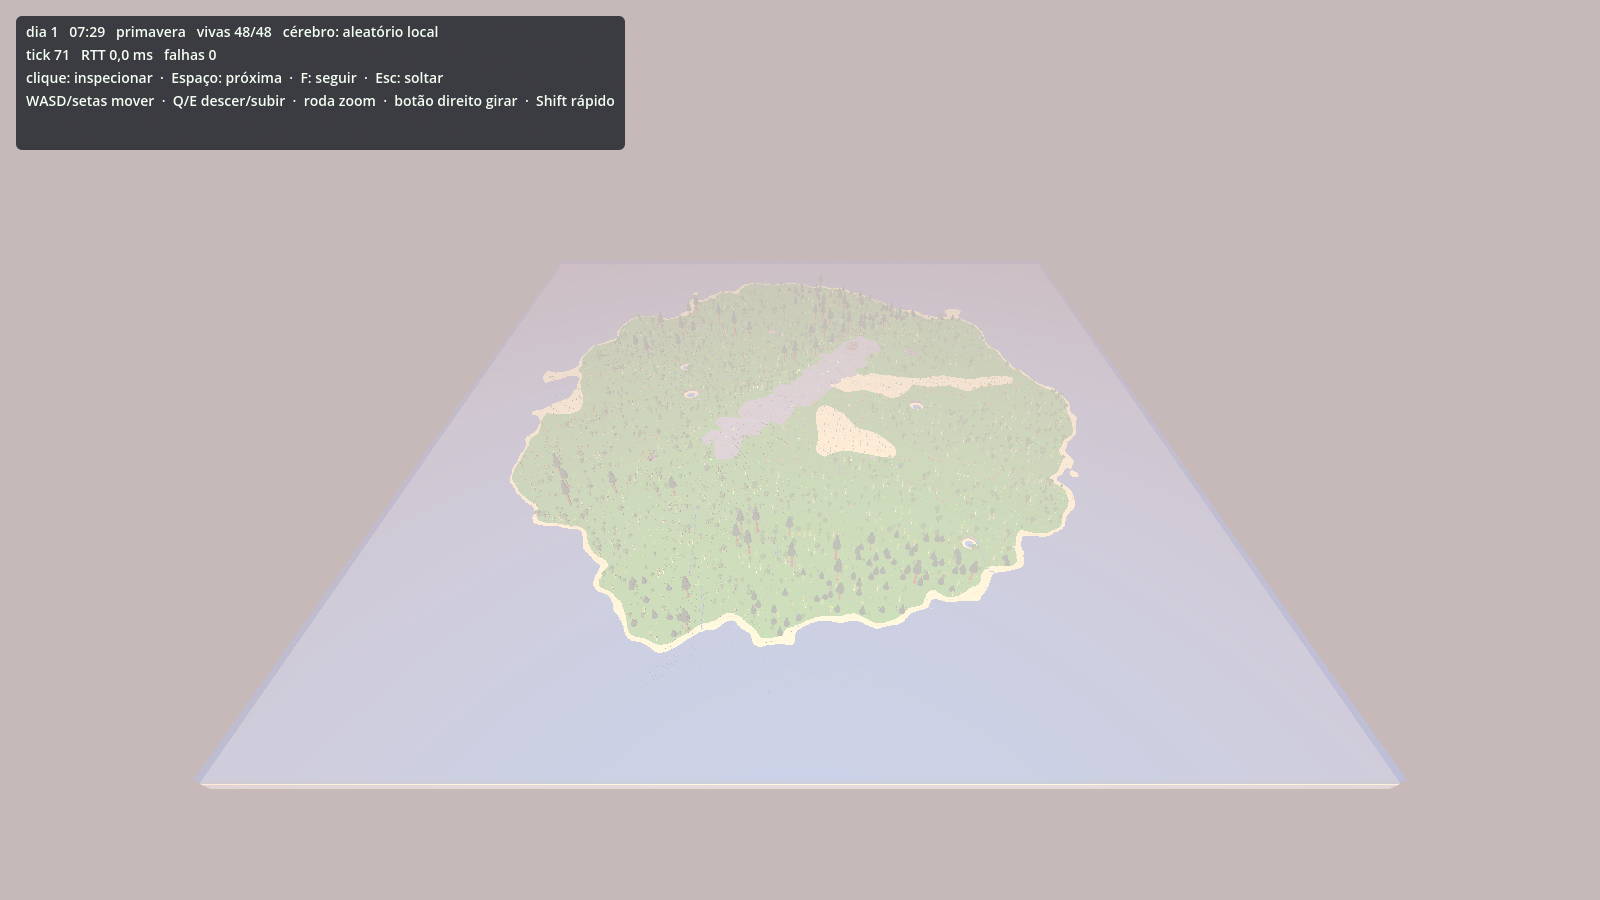 dia 1 07:29 primavera vivas 48/48 cérebro: aleatório local
tick 71 RTT 0,0 ms falhas 0
clique: inspecionar · Espaço: próxima · F: seguir · Esc: soltar
WASD/setas mover · Q/E descer/subir · roda zoom · botão direito girar · Shift rápido